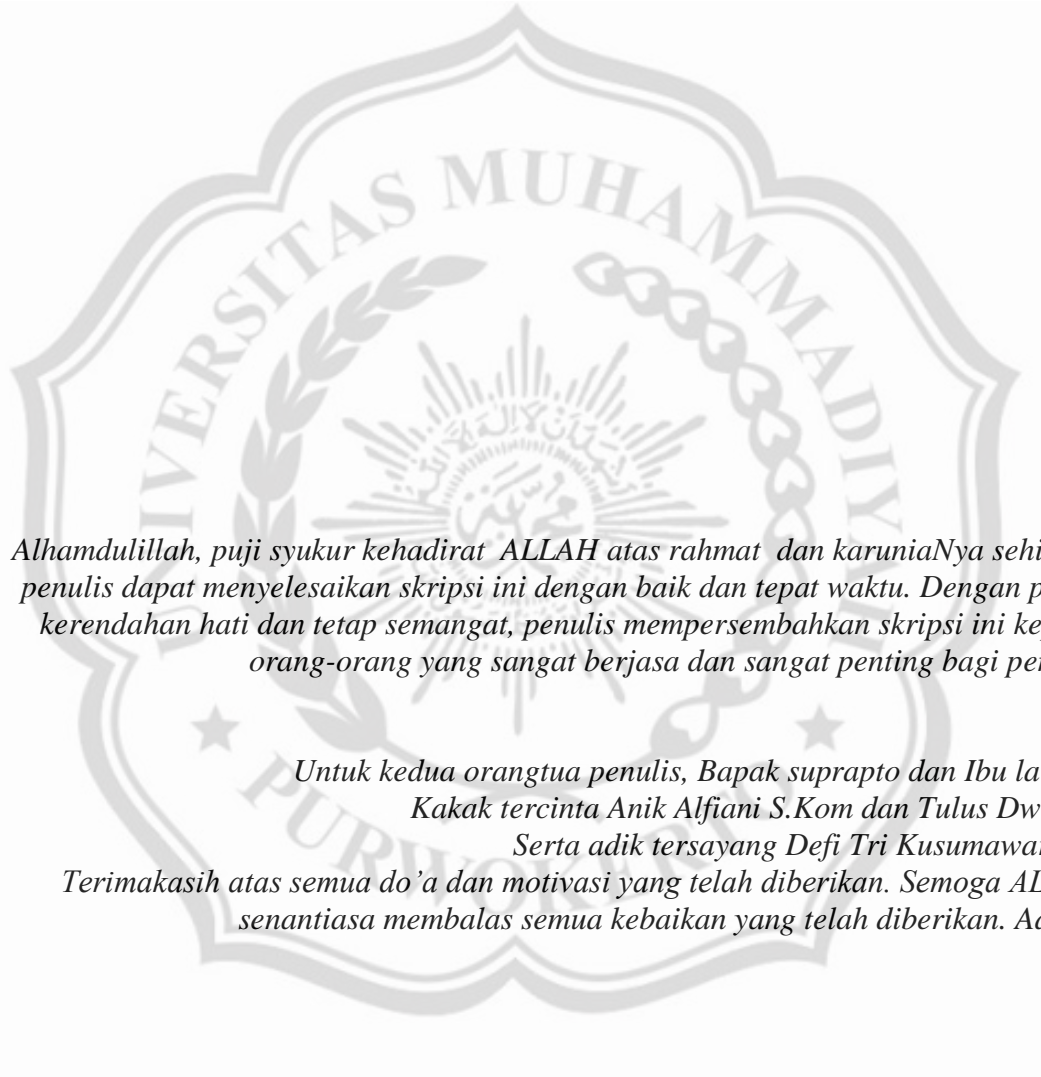 UNIVERSITAS MUHAMMADIYAH
Alhamdulillah, puji syukur kehadirat ALLAH atas rahmat dan karuniaNya
penulis dapat menyelesaikan skripsi ini dengan baik dan tepat waktu. Dengan
kerendahan hati dan tetap semangat, penulis mempersembahkan skripsi ini
orang-orang yang sangat berjasa dan sangat penting bagi
Untuk kedua orangtua penulis, Bapak suprapto dan Ibu
Kakak tercinta Anik Alfiani S.Kom dan Tulus
Serta adik tersayang Defi Tri
Terimakasih atas semua do'a dan motivasi yang telah diberikan. Semoga
senantiasa membalas semua kebaikan yang telah diberikan.
PURWOKERTO